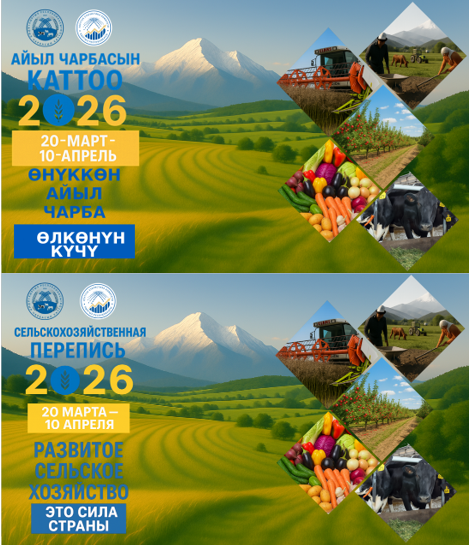 АЙЫЛ ЧАРБАСЫН
КАТТОО
2026
20-МАРТ-
10-АПРЕЛЬ
ӨНҮККӨН
АЙЫЛ
ЧАРБА
ӨЛКӨНҮН
КҮЧҮ
СЕЛЬСКОХОЗЯЙСТВЕННАЯ
ПЕРЕПИСЬ
2026
20 МАРТА—
10 АПРЕЛЯ
РАЗВИТОЕ
СЕЛЬСКОЕ
ХОЗЯЙСТВО
ЭТО СИЛА
СТРАНЫ